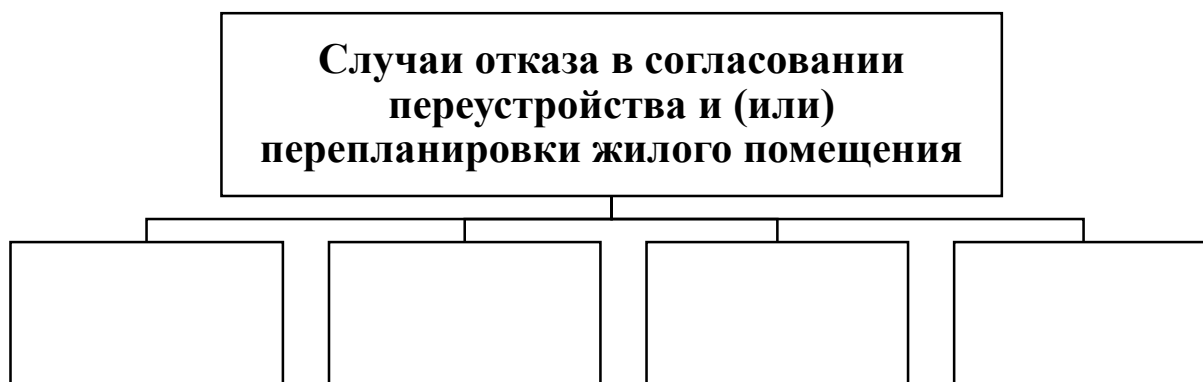 Случаи отказа в согласовании
переустройства и (или)
перепланировки жилого помещения